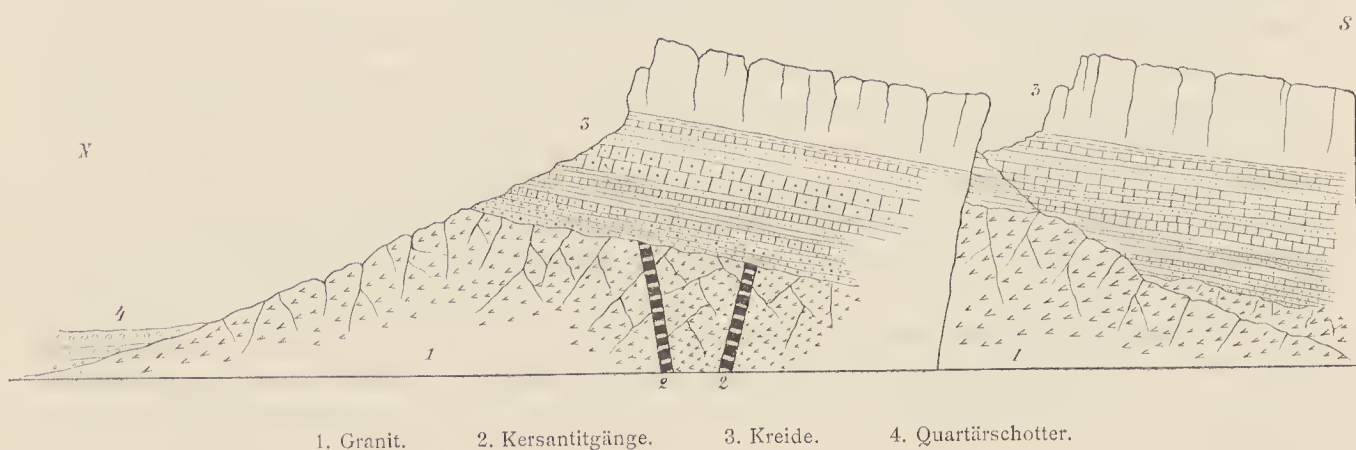 S
3
3
N
4
1
1
2 2
1. Granit. 2. Kersantitgänge. 3. Kreide. 4. Quartärschotter.